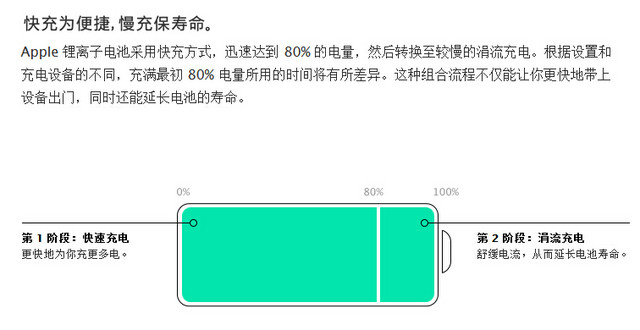 快充为便捷,慢充保寿命。
Apple 锂离子电池采用快充方式，迅速达到 80% 的电量，然后转换至较慢的涓流充电。根据设置和
充电设备的不同，充满最初 80% 电量所用的时间将有所差异。这种组合流程不仅能让你更快地带上
设备出门，同时还能延长电池的寿命。
0% 80% 100%
第 1 阶段：快速充电
更快地为你充更多电。
第 2 阶段：涓流充电
舒缓电流，从而延长电池寿命。